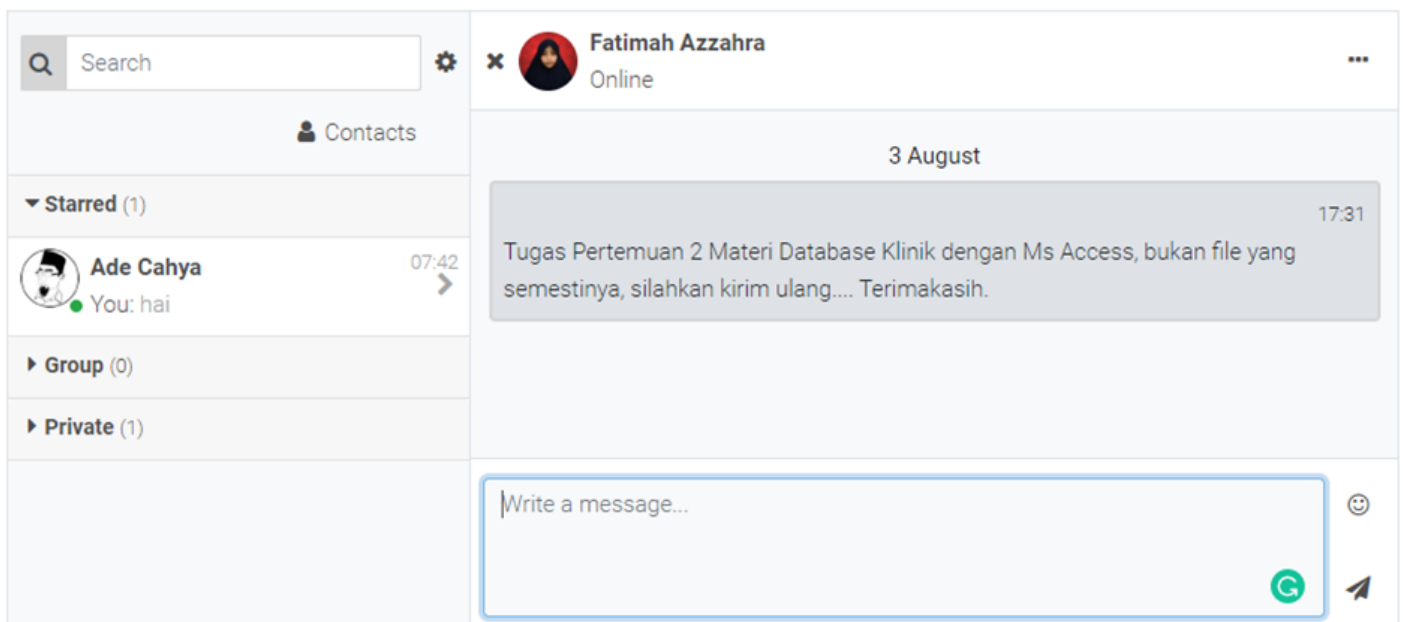 Search
Contacts
Starred (1)
Ade Cahya
07:42
You: hai
Group (0)
Private (1)
Fatimah Azzahra
Online
3 August
17:31
Tugas Pertemuan 2 Materi Database Klinik dengan Ms Access, bukan file yang
semestinya, silahkan kirim ulang.... Terimakasih.
Write a message...